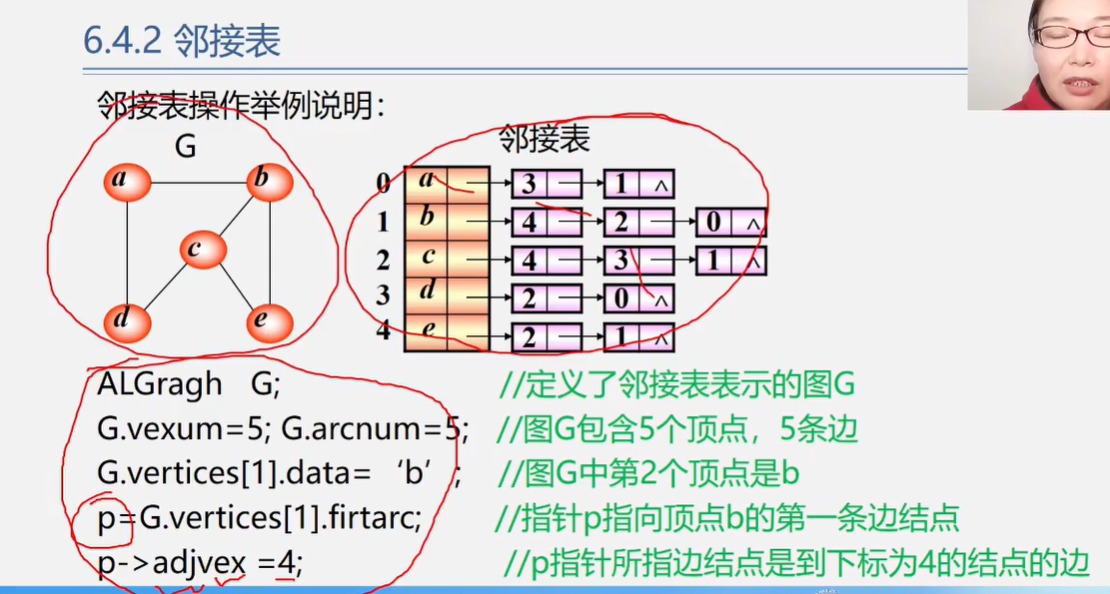 6.4.2 邻接表
邻接表操作举例说明：
G
邻接表
a
b
c
d
e
0 a 3 1 ∧
1 b 4 2 0 ∧
2 c 4 3 1 ∧
3 d 2 0 ∧
4 e 2 1 ∧
ALGragh G; //定义了邻接表表示的图G
G.vexum=5; G.arcnum=5; //图G包含5个顶点，5条边
G.vertices[1].data= ‘b’ ; //图G中第2个顶点是b
p=G.vertices[1].firtarc; //指针p指向顶点b的第一条边结点
p->adjvex =4; //p指针所指边结点是到下标为4的结点的边